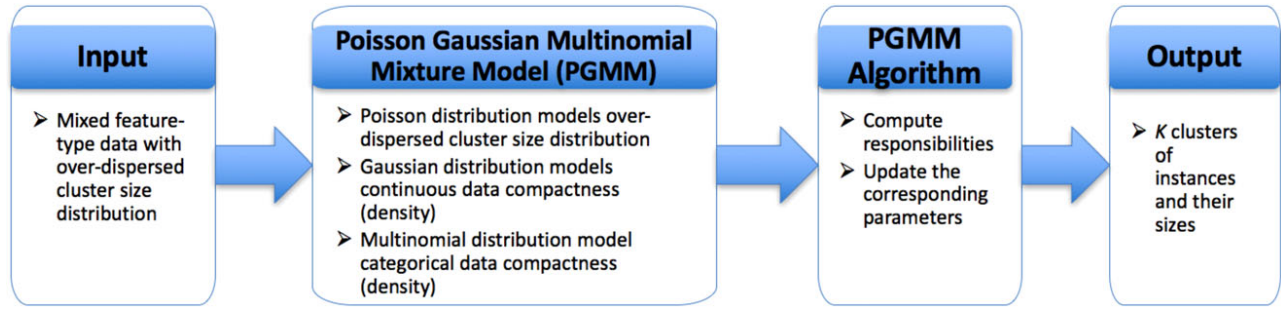 Input
➢ Mixed feature-
type data with
over-dispersed
cluster size
distribution
Poisson Gaussian Multinomial
Mixture Model (PGMM)
➢ Poisson distribution models over-
dispersed cluster size distribution
➢ Gaussian distribution models
continuous data compactness
(density)
➢ Multinomial distribution model
categorical data compactness
(density)
PGMM
Algorithm
➢ Compute
responsibilities
➢ Update the
corresponding
parameters
Output
➢ K clusters
of
instances
and their
sizes